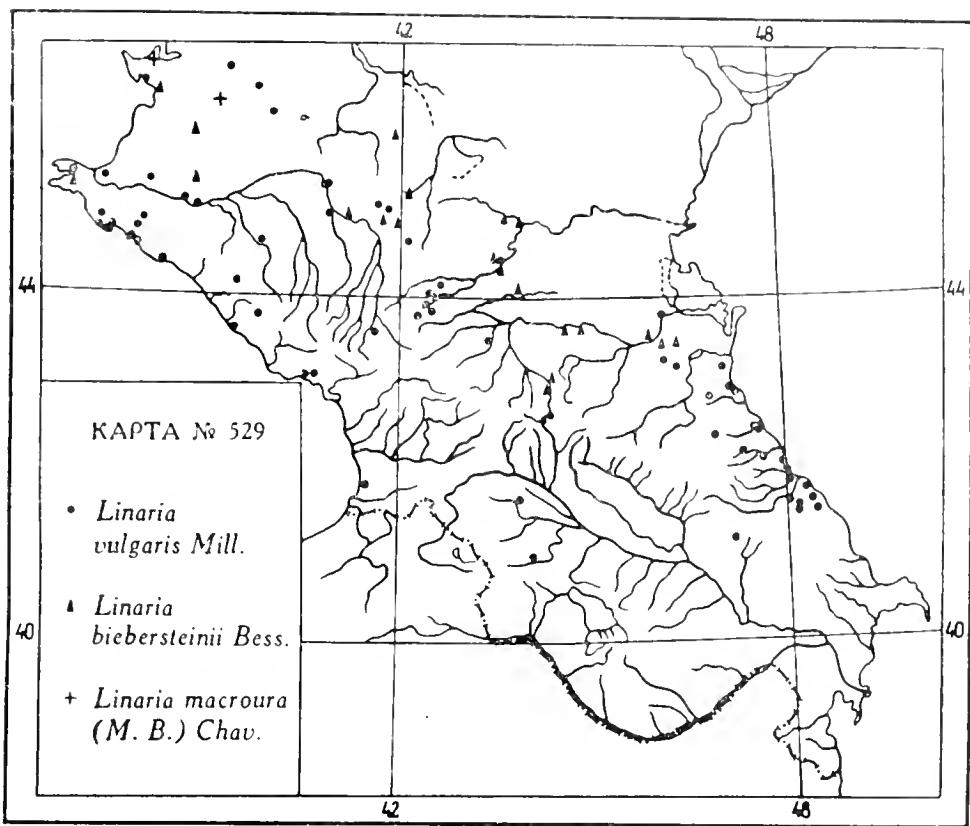 42 48
44 44
КАРТА № 529
Linaria
vulgaris Mill.
Linaria
biebersteinii Bess.
40 40
+ Linaria macroura
(M. B.) Chav.
42 48